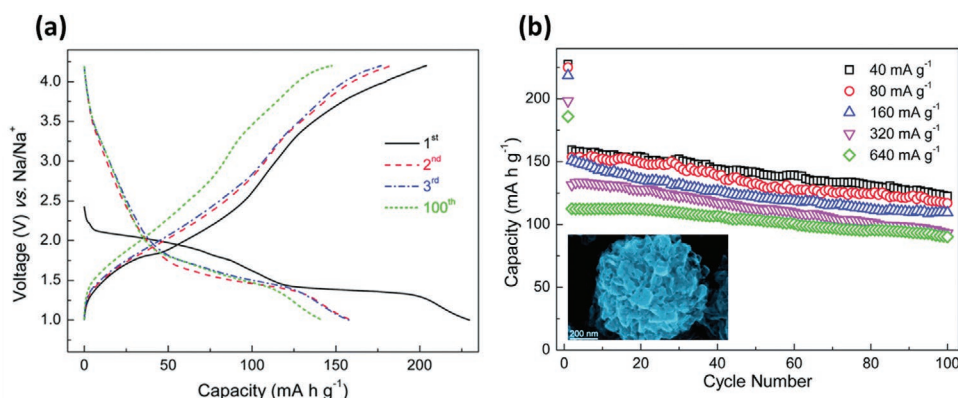 (a)
Voltage (V) vs. Na/Na⁺
4.0
3.5
3.0
2.5
2.0
1.5
1.0
1ˢᵗ
2ⁿᵈ
3ʳᵈ
100ᵗʰ
0 50 100 150 200
Capacity (mA h g⁻¹)
(b)
Capacity (mA h g⁻¹)
200
150
100
50
0
40 mA g⁻¹
80 mA g⁻¹
160 mA g⁻¹
320 mA g⁻¹
640 mA g⁻¹
200 nm
0 20 40 60 80 100
Cycle Number